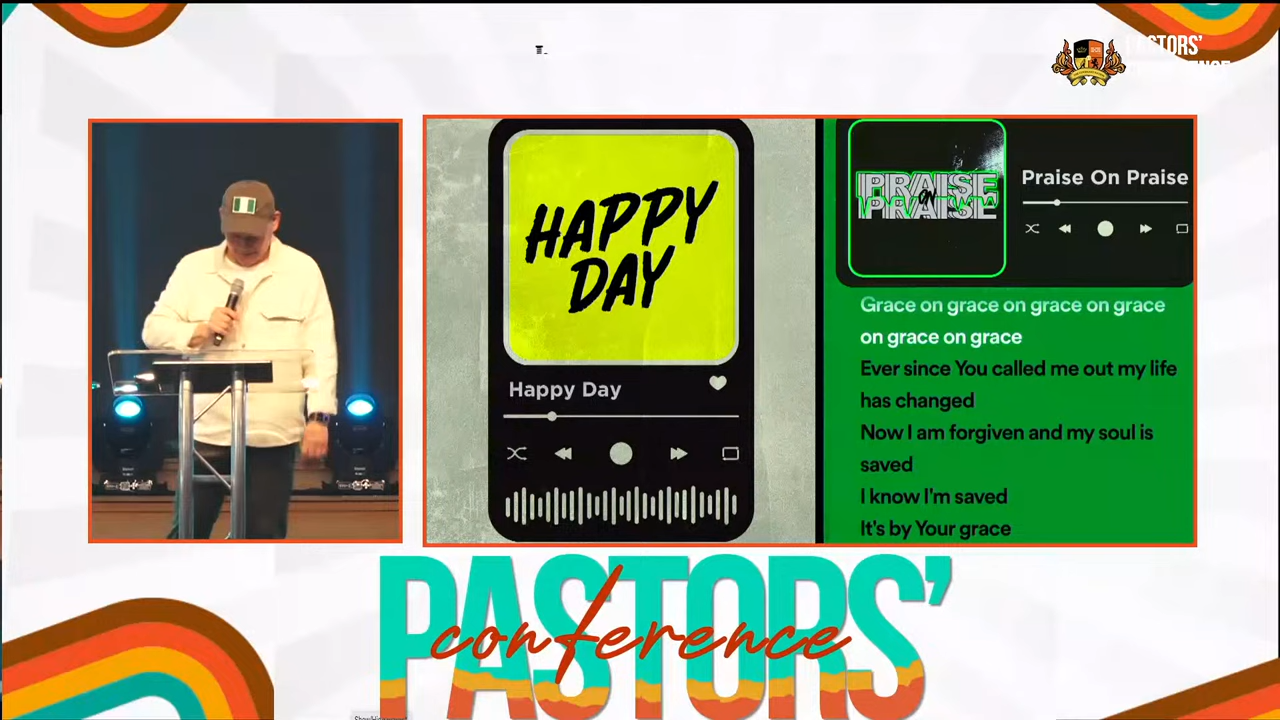 PASTORS'
HAPPY
DAY
Happy Day
PRAISE
ON
PRAISE
Praise On Praise
Grace on grace on grace on grace
on grace on grace
Ever since You called me out my life
has changed
Now I am forgiven and my soul is
saved
I know I'm saved
It's by Your grace
PASTORS'
conference